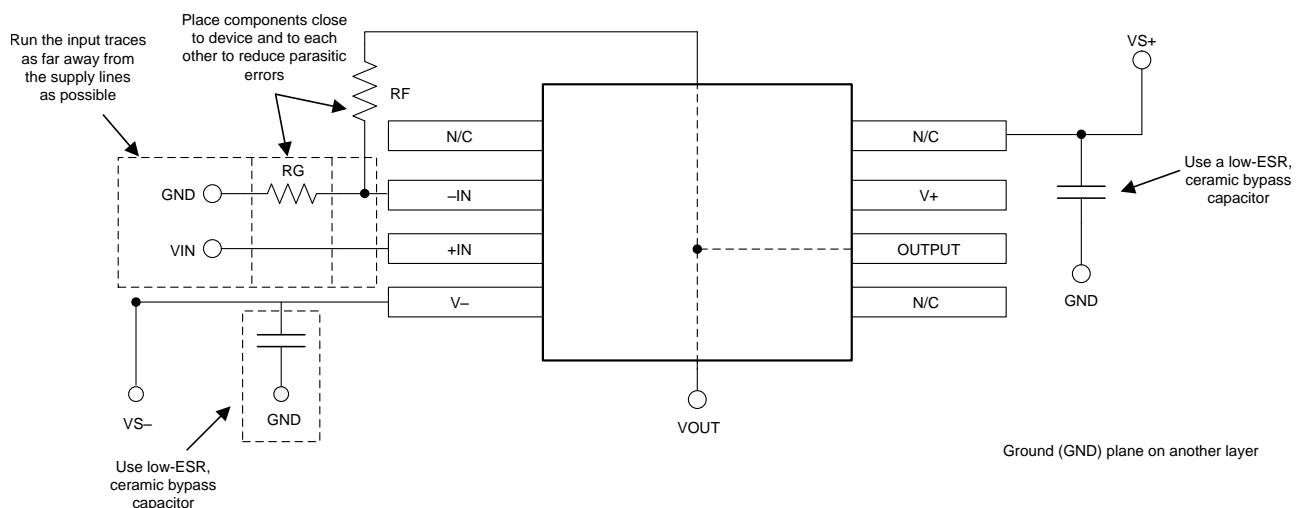 Run the input traces
as far away from
the supply lines
as possible
Place components close
to device and to each
other to reduce parasitic
errors
VS+
RF
N/C
N/C
Use a low-ESR,
ceramic bypass
capacitor
RG
GND
–IN
V+
VIN
+IN
OUTPUT
GND
V–
N/C
VS–
GND
VOUT
Use low-ESR,
ceramic bypass
capacitor
Ground (GND) plane on another layer